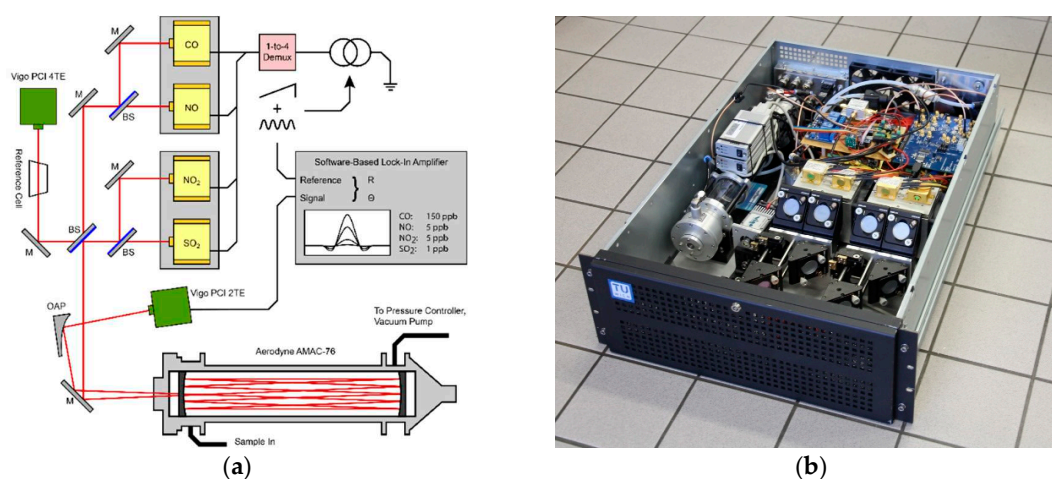 M
CO
1-to-4
Demux
Vigo PCI 4TE
M
NO
BS
+
Reference Cell
M
NO₂
Software-Based Lock-In Amplifier
Reference } R
Signal Θ
CO: 150 ppb
NO: 5 ppb
NO₂: 5 ppb
SO₂: 1 ppb
BS
SO₂
M
BS
Vigo PCI 2TE
OAP
To Pressure Controller,
Vacuum Pump
Aerodyne AMAC-76
M
Sample In
TU
(a) (b)